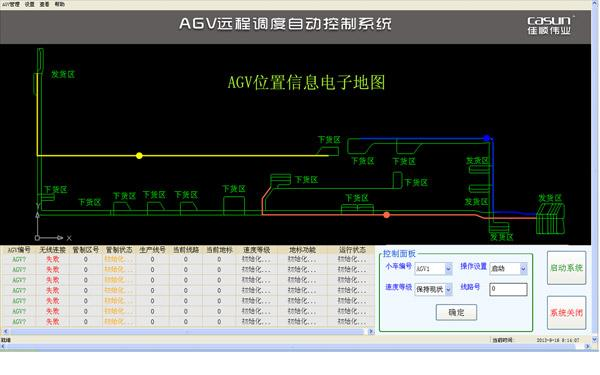 AGV管理 设置 查看 帮助
AGV远程调度自动控制系统
casun
佳顺伟业
AGV位置信息电子地图
发货区
下货区
下货区
下货区
下货区
下货区
下货区
下货区
下货区
下货区
下货区
下货区
下货区
发货区
发货区
发货区
Y
X
AGV编号 无线连接 管制区号 管制状态 生产线号 当前线路 当前地标 速度等级 地标功能 运行状态
AGV? 失败 0 初始化... 0 0 0 初始化... 初始化... 初始化...
AGV? 失败 0 初始化... 0 0 0 初始化... 初始化... 初始化...
AGV? 失败 0 初始化... 0 0 0 初始化... 初始化... 初始化...
AGV? 失败 0 初始化... 0 0 0 初始化... 初始化... 初始化...
AGV? 失败 0 初始化... 0 0 0 初始化... 初始化... 初始化...
AGV? 失败 0 初始化... 0 0 0 初始化... 初始化... 初始化...
AGV? 失败 0 初始化... 0 0 0 初始化... 初始化... 初始化...
控制面板
小车编号 AGV1 操作设置 启动
速度等级 保持现状 线路号 0
确定
启动系统
系统关闭
就绪
当前时间: 2013-9-16 8:14:07